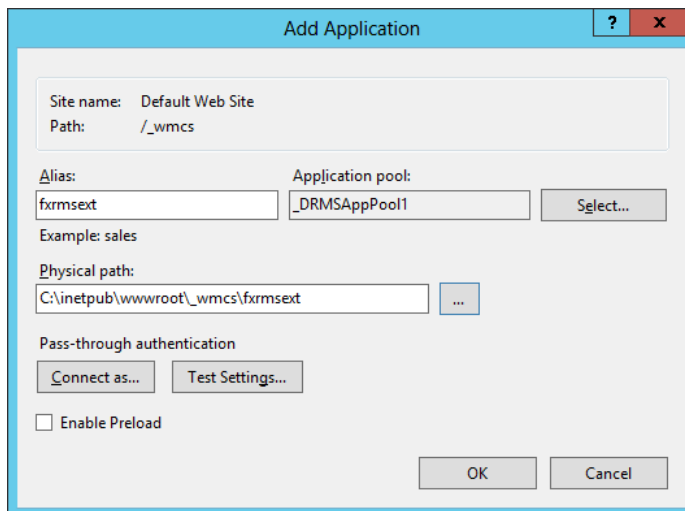 Add Application
? x
Site name: Default Web Site
Path: /_wmcs
Alias: Application pool:
fxrmsext _DRMSAppPool1 Select...
Example: sales
Physical path:
C:\inetpub\wwwroot\_wmcs\fxrmsext ...
Pass-through authentication
Connect as... Test Settings...
Enable Preload
OK Cancel